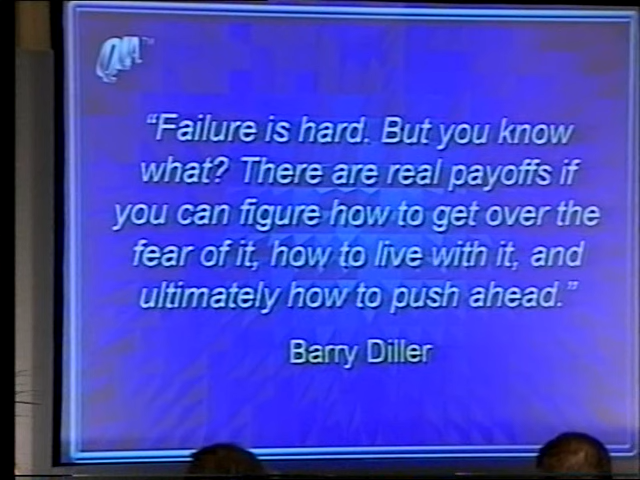 QM™
“Failure is hard. But you know
what? There are real payoffs if
you can figure how to get over the
fear of it, how to live with it, and
ultimately how to push ahead.”
Barry Diller